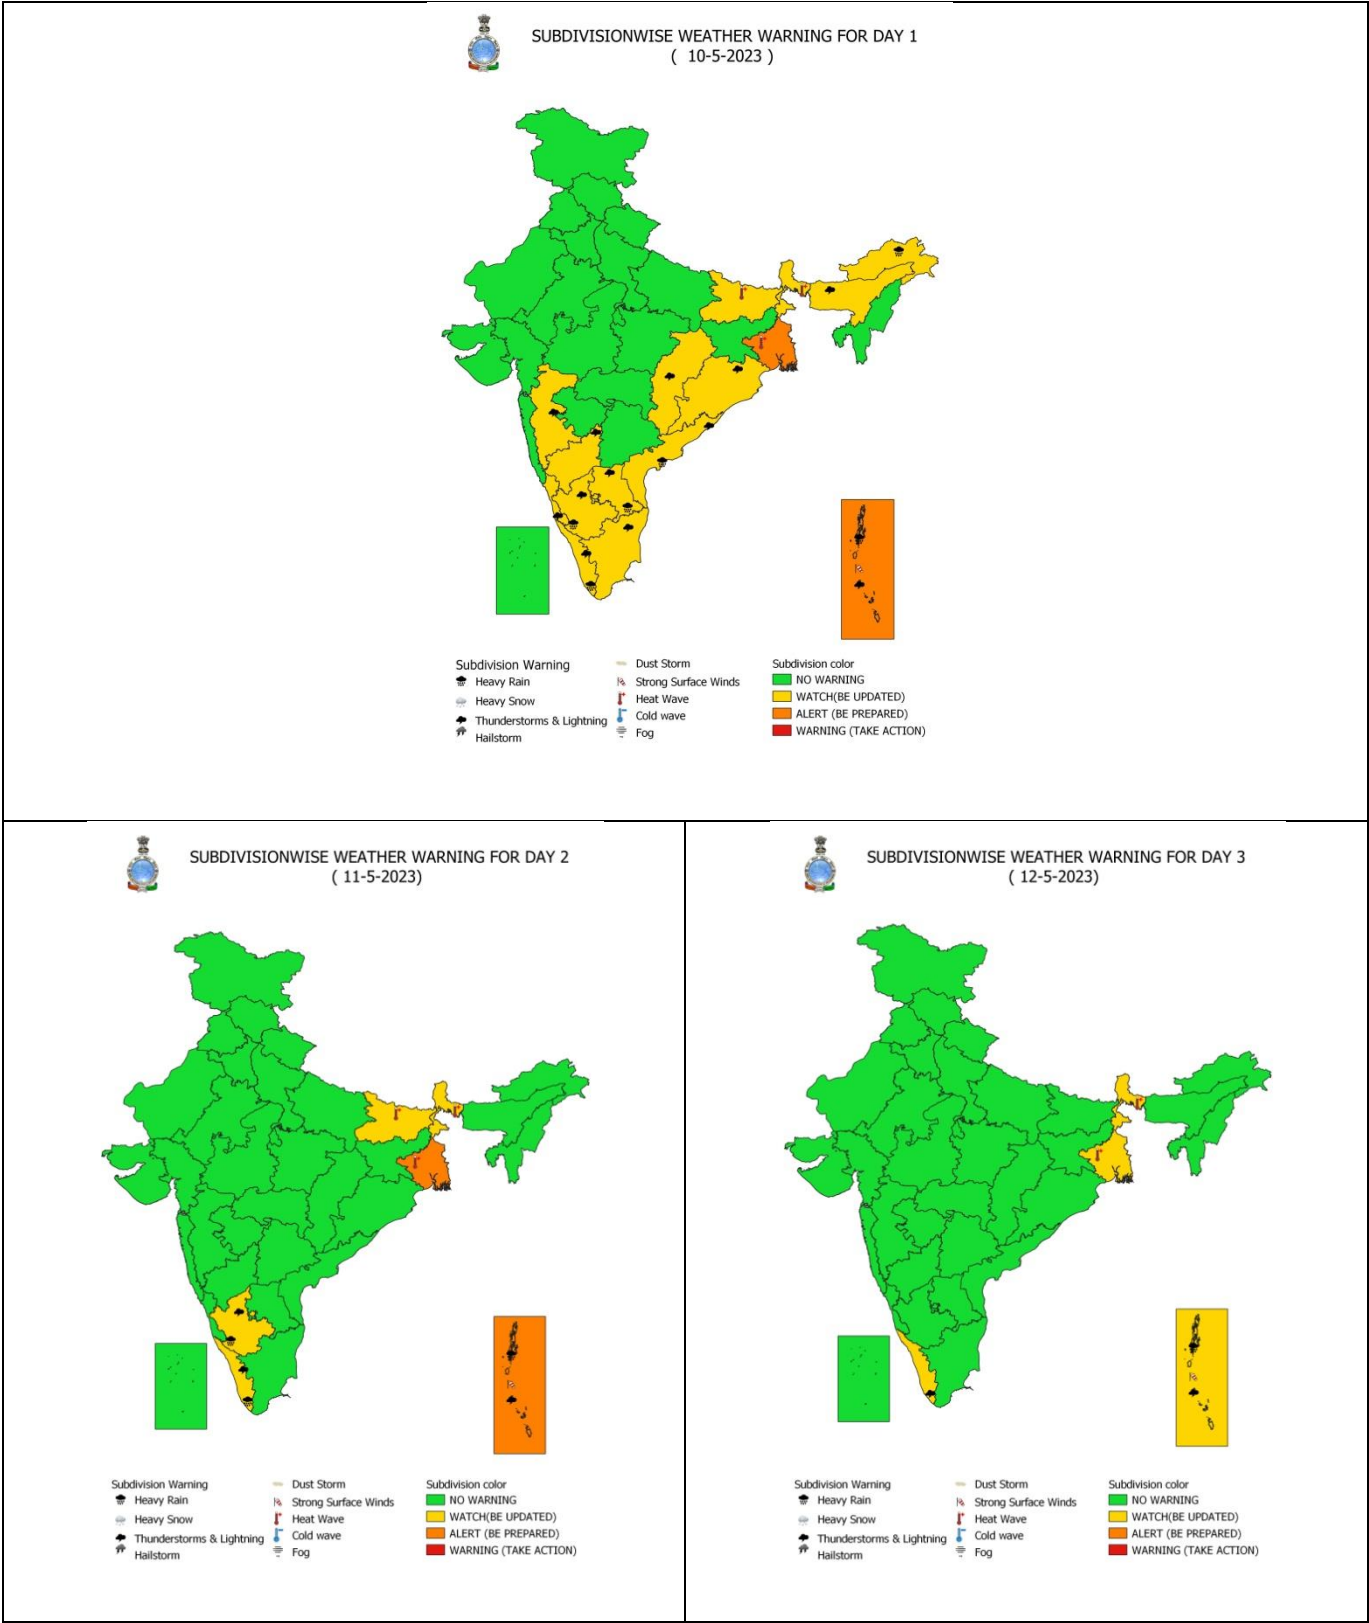 SUBDIVISIONWISE WEATHER WARNING FOR DAY 1
( 10-5-2023 )
Subdivision Warning
Heavy Rain
Heavy Snow
Thunderstorms & Lightning
Hailstorm
Dust Storm
Strong Surface Winds
Heat Wave
Cold wave
Fog
Subdivision color
NO WARNING
WATCH(BE UPDATED)
ALERT (BE PREPARED)
WARNING (TAKE ACTION)
SUBDIVISIONWISE WEATHER WARNING FOR DAY 2
( 11-5-2023)
Subdivision Warning
Heavy Rain
Heavy Snow
Thunderstorms & Lightning
Hailstorm
Dust Storm
Strong Surface Winds
Heat Wave
Cold wave
Fog
Subdivision color
NO WARNING
WATCH(BE UPDATED)
ALERT (BE PREPARED)
WARNING (TAKE ACTION)
SUBDIVISIONWISE WEATHER WARNING FOR DAY 3
( 12-5-2023)
Subdivision Warning
Heavy Rain
Heavy Snow
Thunderstorms & Lightning
Hailstorm
Dust Storm
Strong Surface Winds
Heat Wave
Cold wave
Fog
Subdivision color
NO WARNING
WATCH(BE UPDATED)
ALERT (BE PREPARED)
WARNING (TAKE ACTION)